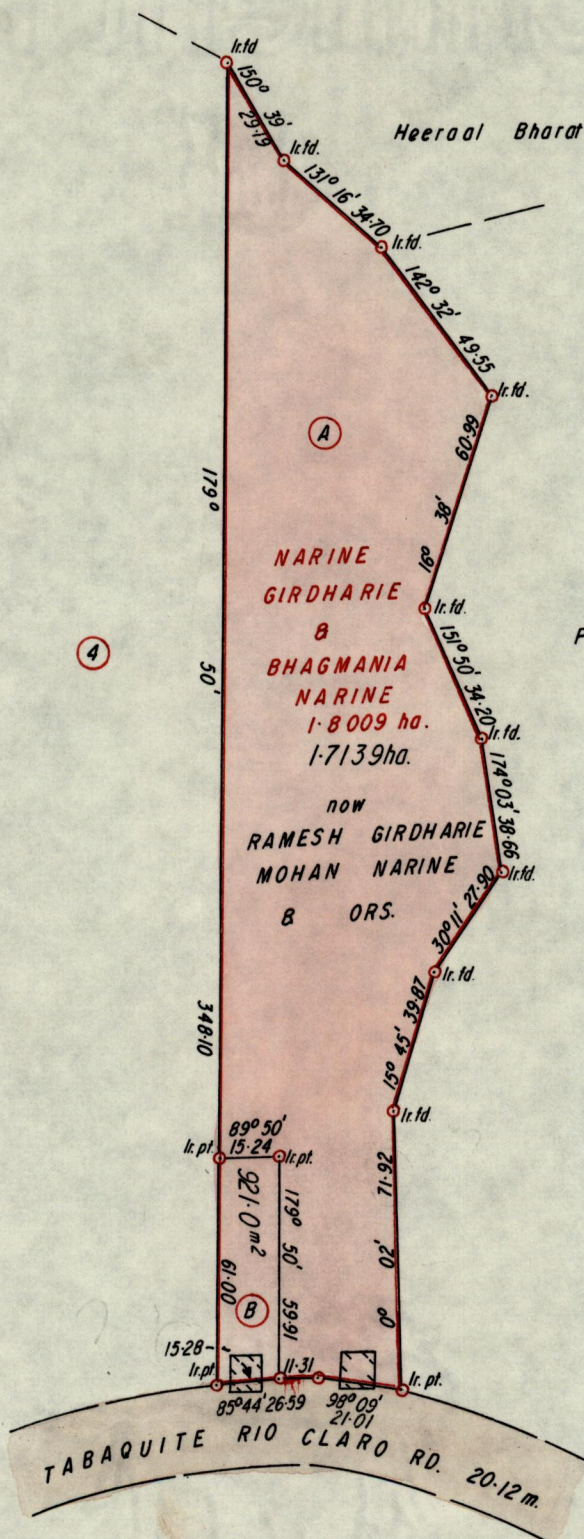 Ir.fd
150° 39'
29·19
Heeraal Bharat
Ir.fd.
131° 16' 34·70
Ir.fd.
142° 32' 49·55
Ir.fd.
A
60·99
16° 38'
179° 50'
NARINE
GIRDHARIE
&
BHAGMANIA
NARINE
1·8009 ha.
1·7139ha.
now
RAMESH GIRDHARIE
MOHAN NARINE
& ORS.
4
Ir.fd.
P
151° 50' 34·20
Ir.fd.
174° 03' 38·66
Ir.fd.
30° 11' 27·90
Ir.fd.
15° 45' 39·87
Ir.fd.
348·10
89° 50'
15·24
Ir.pt.
Ir.pt.
921.0 m2
179° 50' 59·91
61·00
B
71·92
0° 02'
15·28
Ir.pt
11·31
Ir. pt.
85° 44' 26·59
98° 09'
21·01
TABAQUITE RIO CLARO RD. 20·12 m.